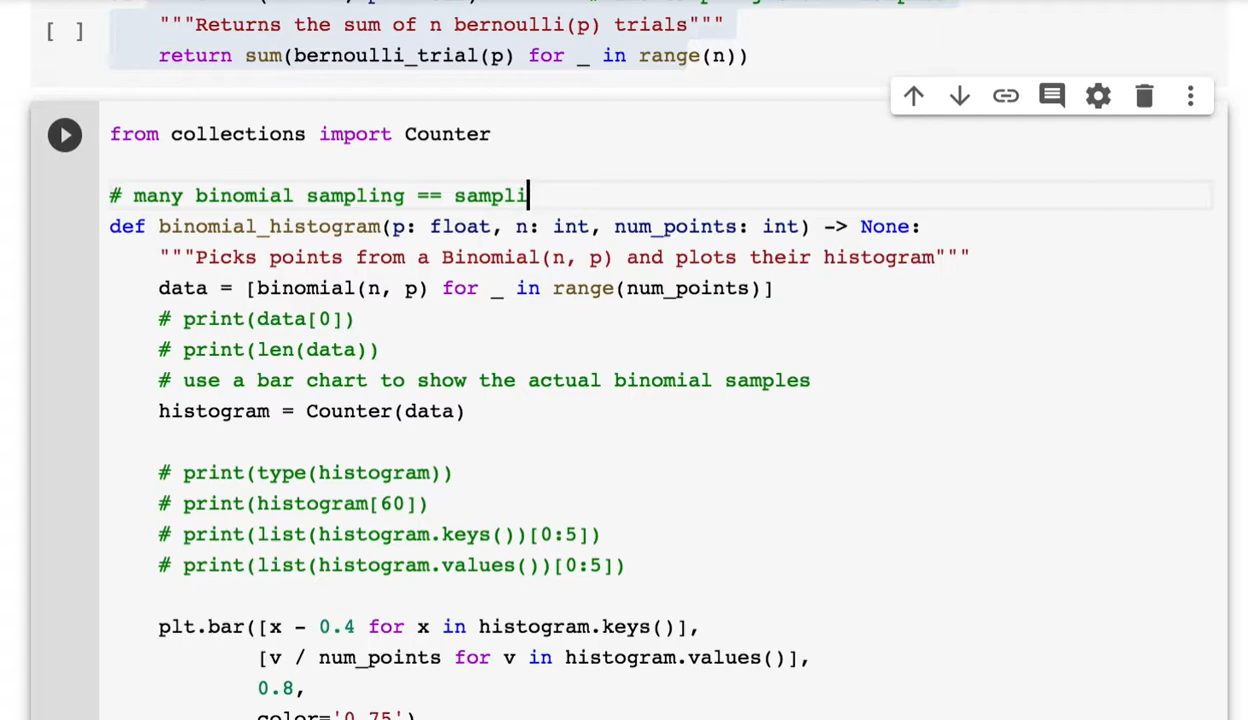 """Returns the sum of n bernoulli(p) trials"""
[ ]
return sum(bernoulli_trial(p) for _ in range(n))
from collections import Counter
# many binomial sampling == sampli
def binomial_histogram(p: float, n: int, num_points: int) -> None:
"""Picks points from a Binomial(n, p) and plots their histogram"""
data = [binomial(n, p) for _ in range(num_points)]
# print(data[0])
# print(len(data))
# use a bar chart to show the actual binomial samples
histogram = Counter(data)
# print(type(histogram))
# print(histogram[60])
# print(list(histogram.keys())[0:5])
# print(list(histogram.values())[0:5])
plt.bar([x - 0.4 for x in histogram.keys()],
[v / num_points for v in histogram.values()],
0.8,
color='0.75')